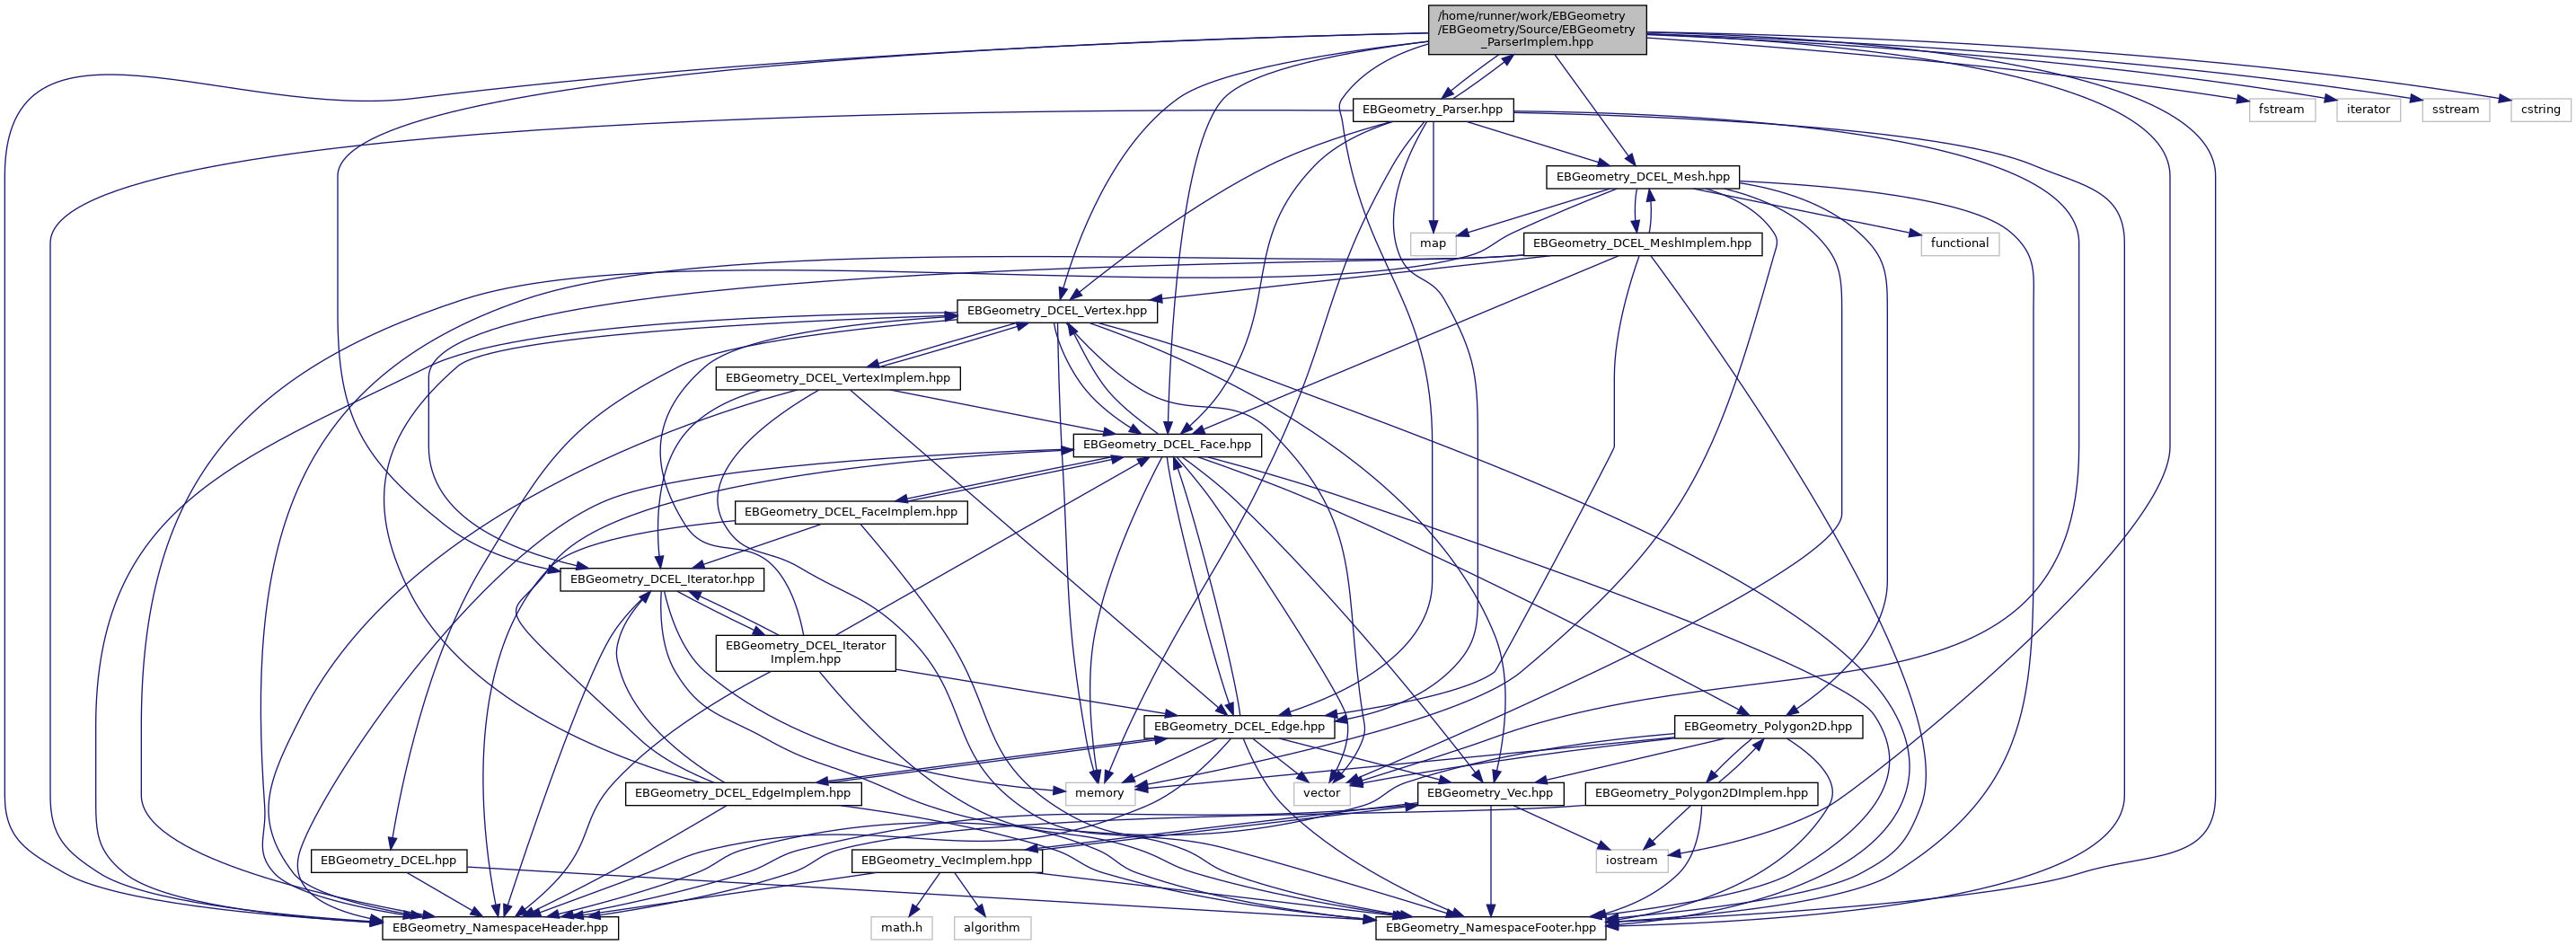 /home/runner/work/EBGeometry
/EBGeometry/Source/EBGeometry
_ParserImplem.hpp
EBGeometry_Parser.hpp
fstream
iterator
sstream
cstring
EBGeometry_DCEL_Mesh.hpp
map
EBGeometry_DCEL_MeshImplem.hpp
functional
EBGeometry_DCEL_Vertex.hpp
EBGeometry_DCEL_VertexImplem.hpp
EBGeometry_DCEL_Face.hpp
EBGeometry_DCEL_FaceImplem.hpp
EBGeometry_DCEL_Iterator.hpp
EBGeometry_DCEL_Iterator
Implem.hpp
EBGeometry_DCEL_Edge.hpp
EBGeometry_Polygon2D.hpp
EBGeometry_DCEL_EdgeImplem.hpp
memory
vector
EBGeometry_Vec.hpp
EBGeometry_Polygon2DImplem.hpp
EBGeometry_DCEL.hpp
EBGeometry_VecImplem.hpp
iostream
EBGeometry_NamespaceHeader.hpp
math.h
algorithm
EBGeometry_NamespaceFooter.hpp